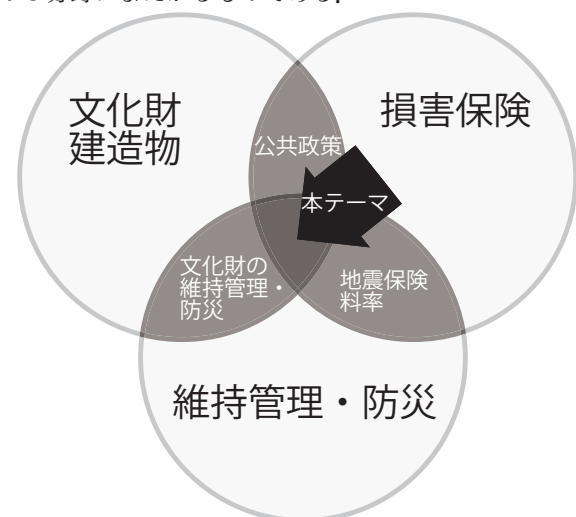 文化財
建造物
損害保険
公共政策
本テーマ
文化財の
維持管理・
防災
地震保険
料率
維持管理・防災